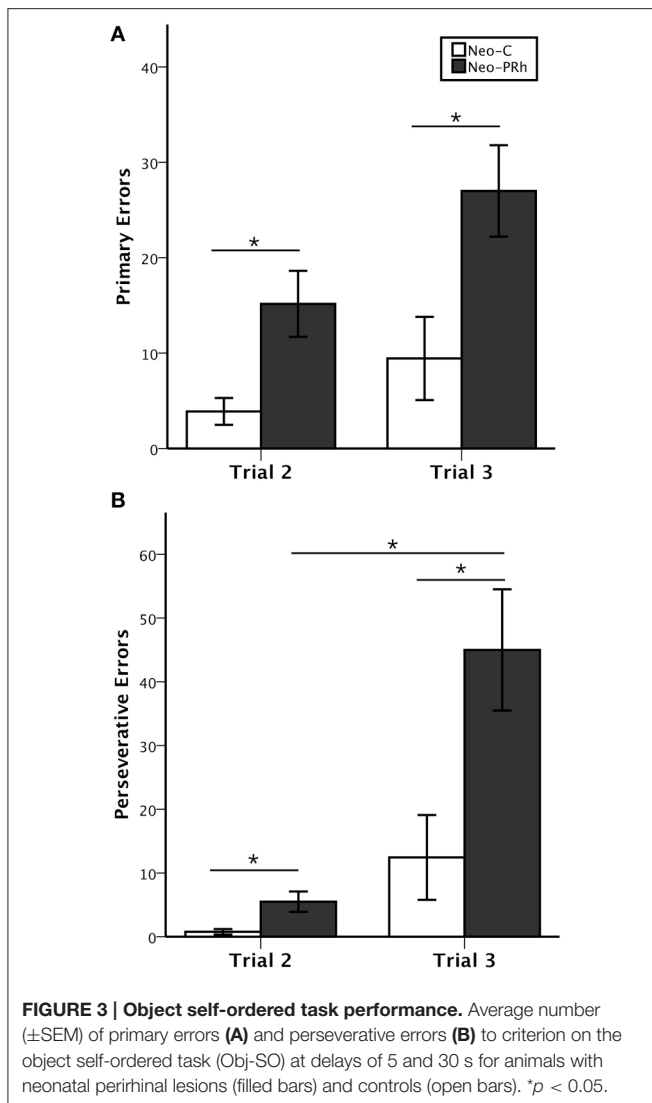 A
Neo-C
Neo-PRh
40
30
20
10
0
Primary Errors
*
*
Trial 2
Trial 3
B
60
50
40
30
20
10
0
Perseverative Errors
*
*
*
Trial 2
Trial 3
FIGURE 3 | Object self-ordered task performance. Average number
(±SEM) of primary errors (A) and perseverative errors (B) to criterion on the
object self-ordered task (Obj-SO) at delays of 5 and 30 s for animals with
neonatal perirhinal lesions (filled bars) and controls (open bars). *p < 0.05.